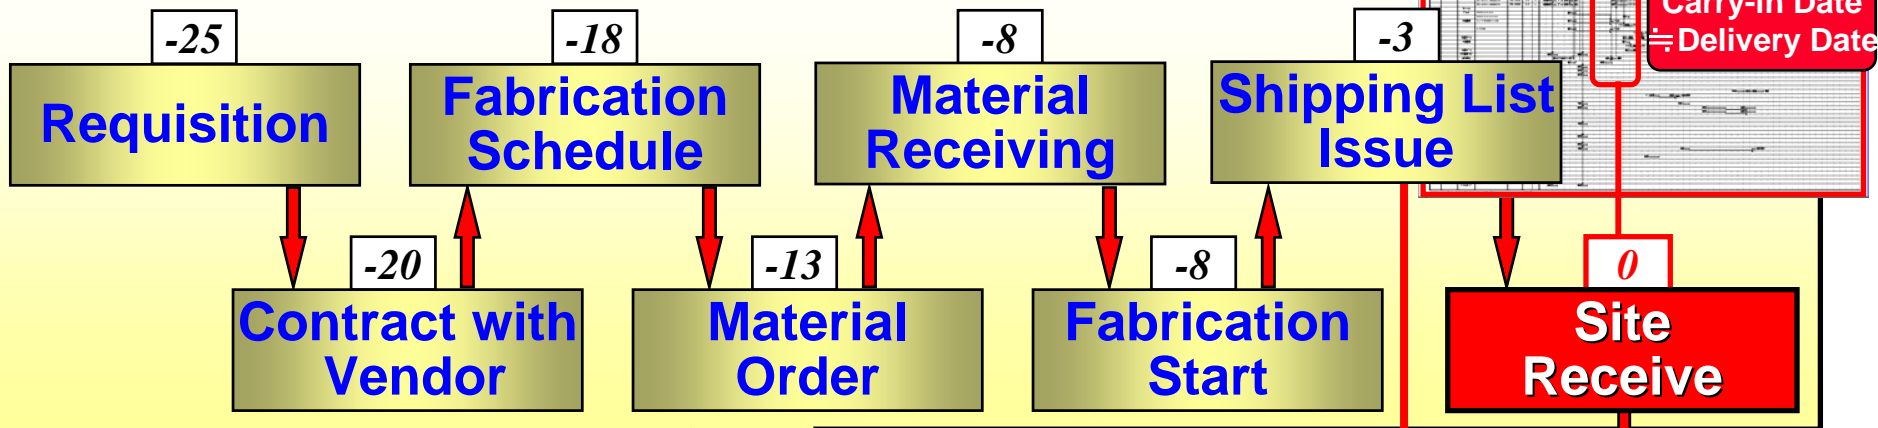 -25
Requisition
-20
Contract with
Vendor
-18
Fabrication
Schedule
-13
Material
Order
-8
Material
Receiving
-8
Fabrication
Start
-3
Shipping List
Issue
Carry-In Date
≒Delivery Date
0
Site
Receive